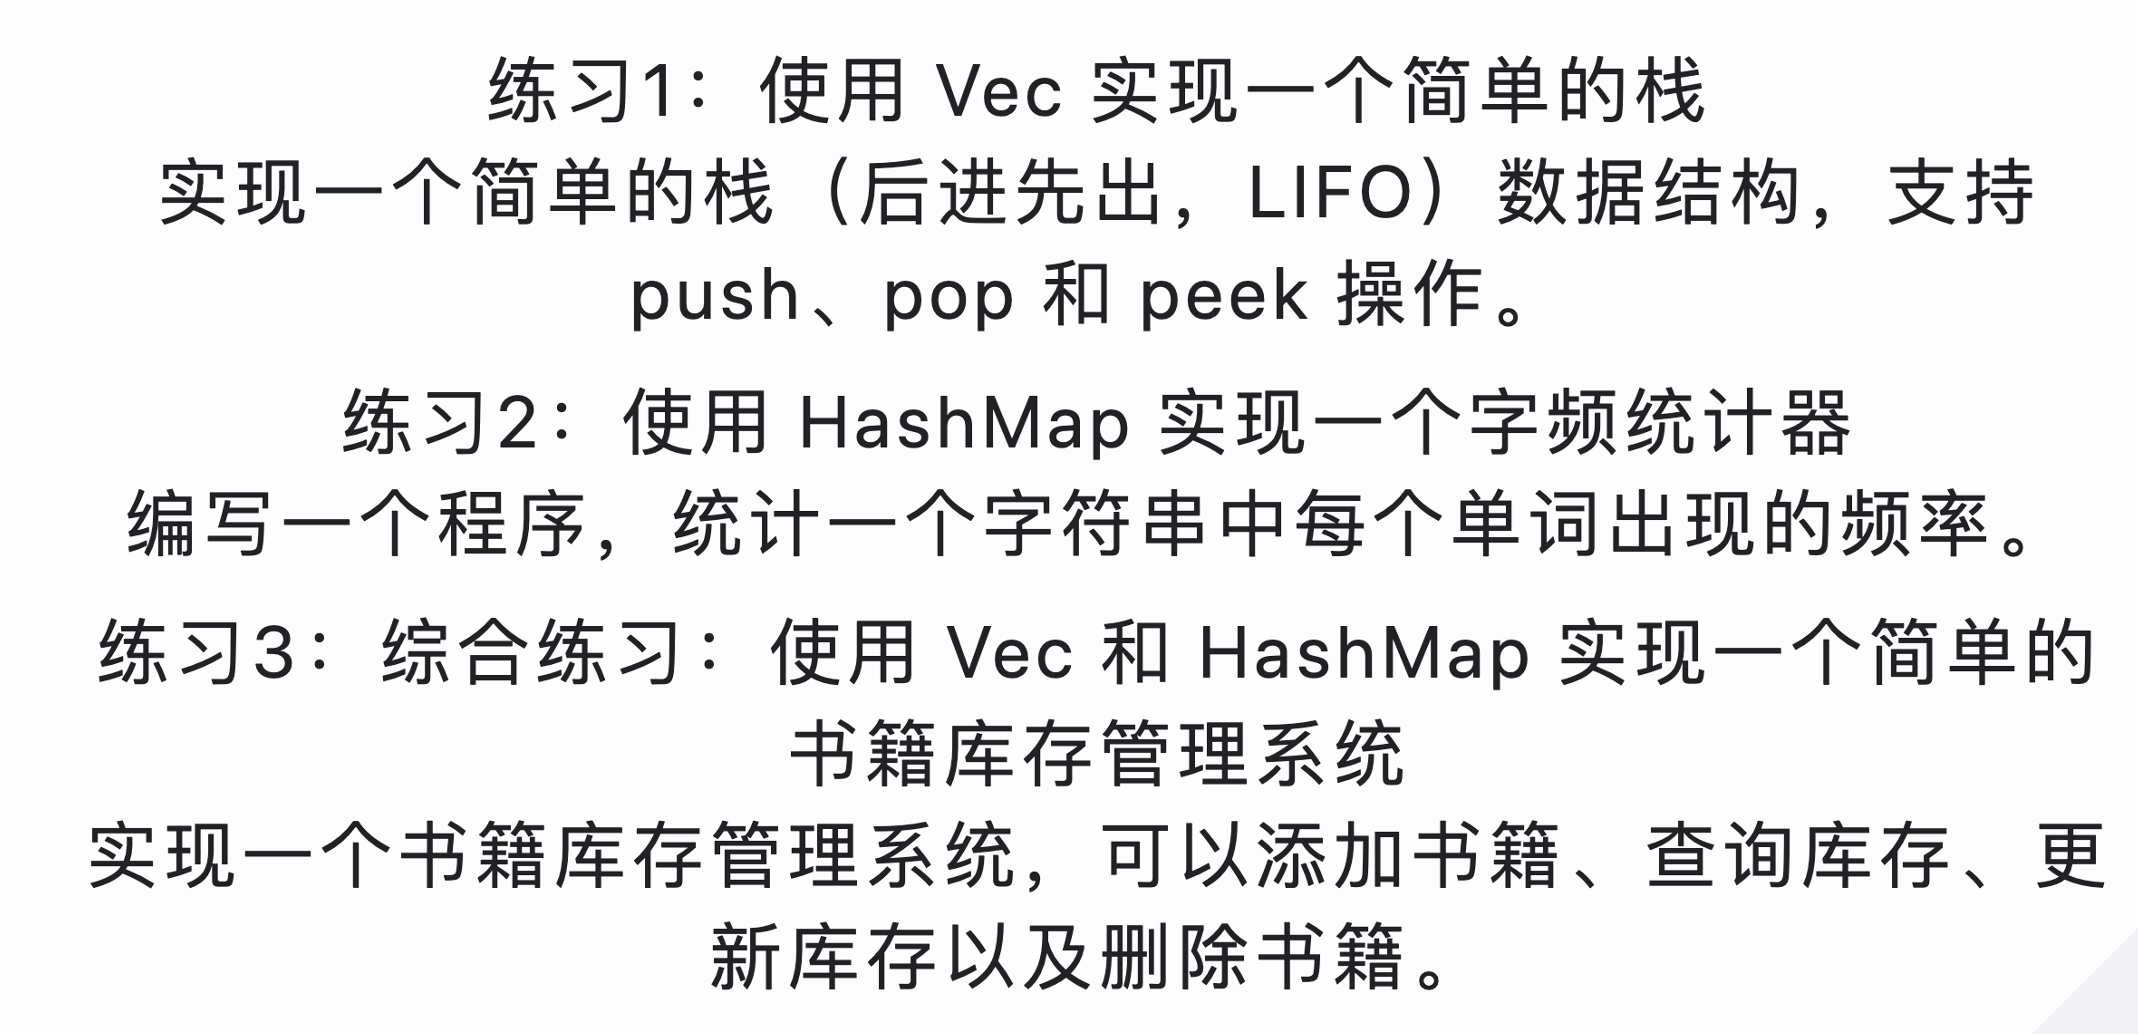 练习1：使用 Vec 实现一个简单的栈
实现一个简单的栈（后进先出，LIFO）数据结构，支持
push、pop 和 peek 操作。
练习2：使用 HashMap 实现一个字频统计器
编写一个程序，统计一个字符串中每个单词出现的频率。
练习3：综合练习：使用 Vec 和 HashMap 实现一个简单的
书籍库存管理系统
实现一个书籍库存管理系统，可以添加书籍、查询库存、更
新库存以及删除书籍。